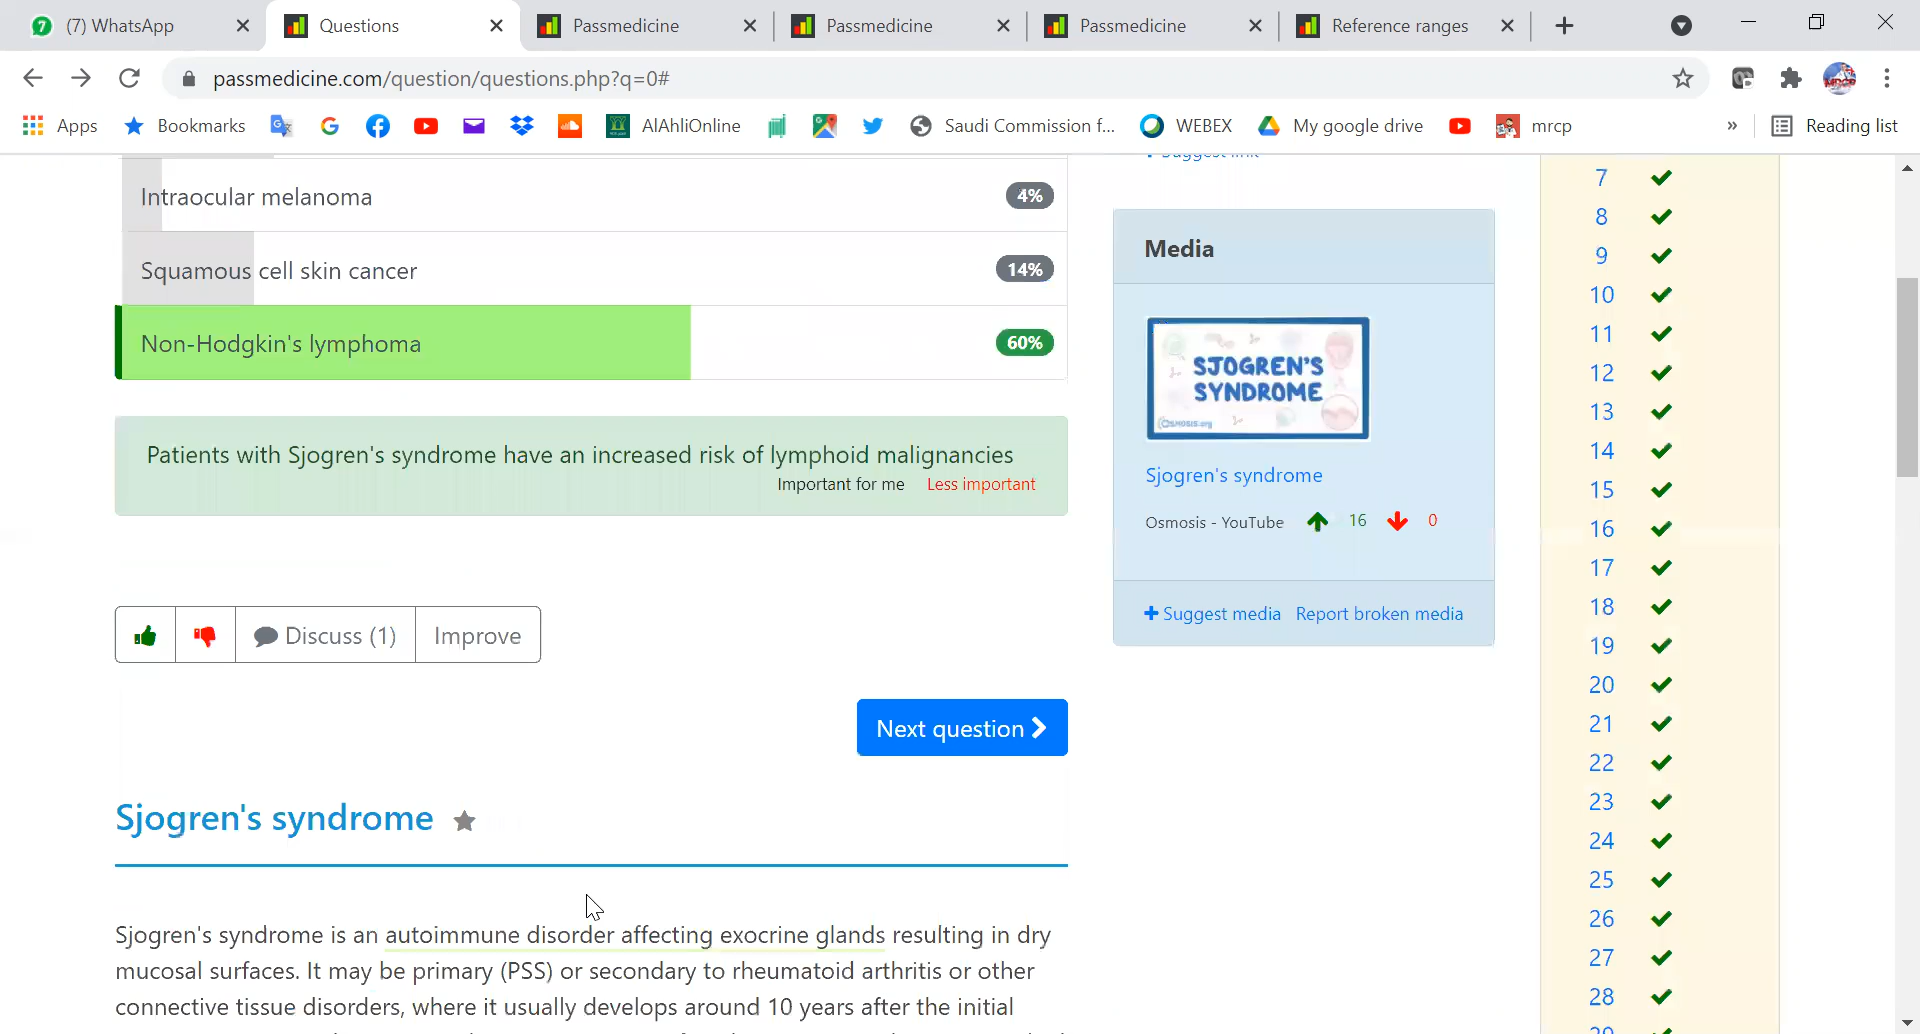 7
(7) WhatsApp
Questions
Passmedicine
Passmedicine
Passmedicine
Reference ranges
passmedicine.com/question/questions.php?q=0#
Apps
Bookmarks
AlAhliOnline
Saudi Commission f...
WEBEX
My google drive
mrcp
»
Reading list
Intraocular melanoma
4%
Squamous cell skin cancer
14%
Non-Hodgkin's lymphoma
60%
Patients with Sjogren's syndrome have an increased risk of lymphoid malignancies
Important for me Less important
Discuss (1)
Improve
Next question
Sjogren's syndrome
Sjogren's syndrome is an autoimmune disorder affecting exocrine glands resulting in dry
mucosal surfaces. It may be primary (PSS) or secondary to rheumatoid arthritis or other
connective tissue disorders, where it usually develops around 10 years after the initial
Suggest link
Media
SJOGREN'S
SYNDROME
Osmosis.org
Sjogren's syndrome
Osmosis - YouTube 16 0
Suggest media Report broken media
7
8
9
10
11
12
13
14
15
16
17
18
19
20
21
22
23
24
25
26
27
28
29